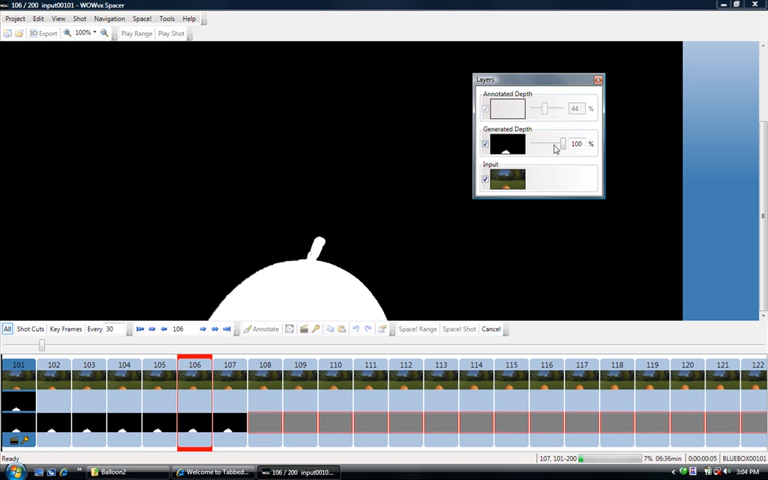 106 / 200 input00101 - WOWvx Spacer
Project Edit View Shot Navigation Space! Tools Help
3D Export 100% Play Range Play Shot
Layers
Annotated Depth
44 %
Generated Depth
100 %
Input
All Shot Cuts Key Frames Every 30 106 Annotate Space! Range Space! Shot Cancel
101 102 103 104 105 106 107 108 109 110 111 112 113 114 115 116 117 118 119 120 121 122
Ready 107, 101-200 7% 06:36min 0:00:00:05 BLUEBOX00101
Balloon2 Welcome to Tabbed... 106 / 200 input0010... 3:04 PM